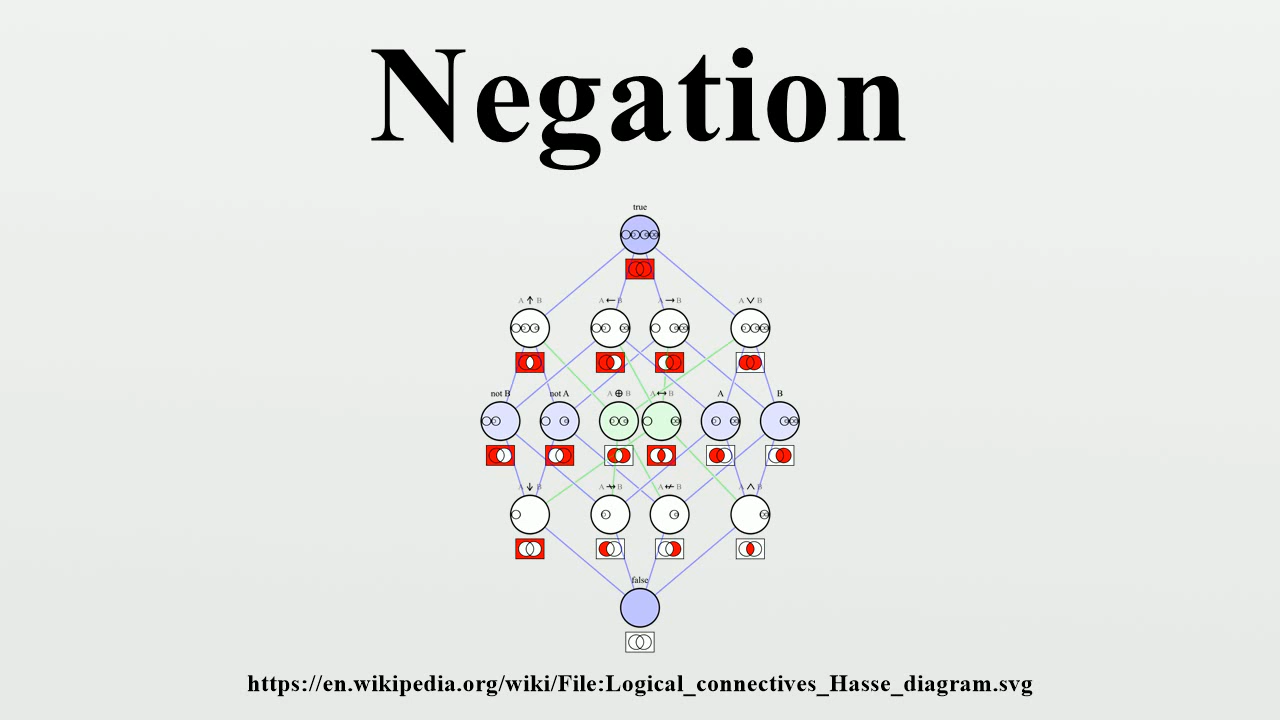 Negation
true
A ↑ B A ← B A → B A ∨ B
not B not A A ⊕ B A ↔ B A B
A ↓ B A ↛ B A ↚ B A ∧ B
false
https://en.wikipedia.org/wiki/File:Logical_connectives_Hasse_diagram.svg